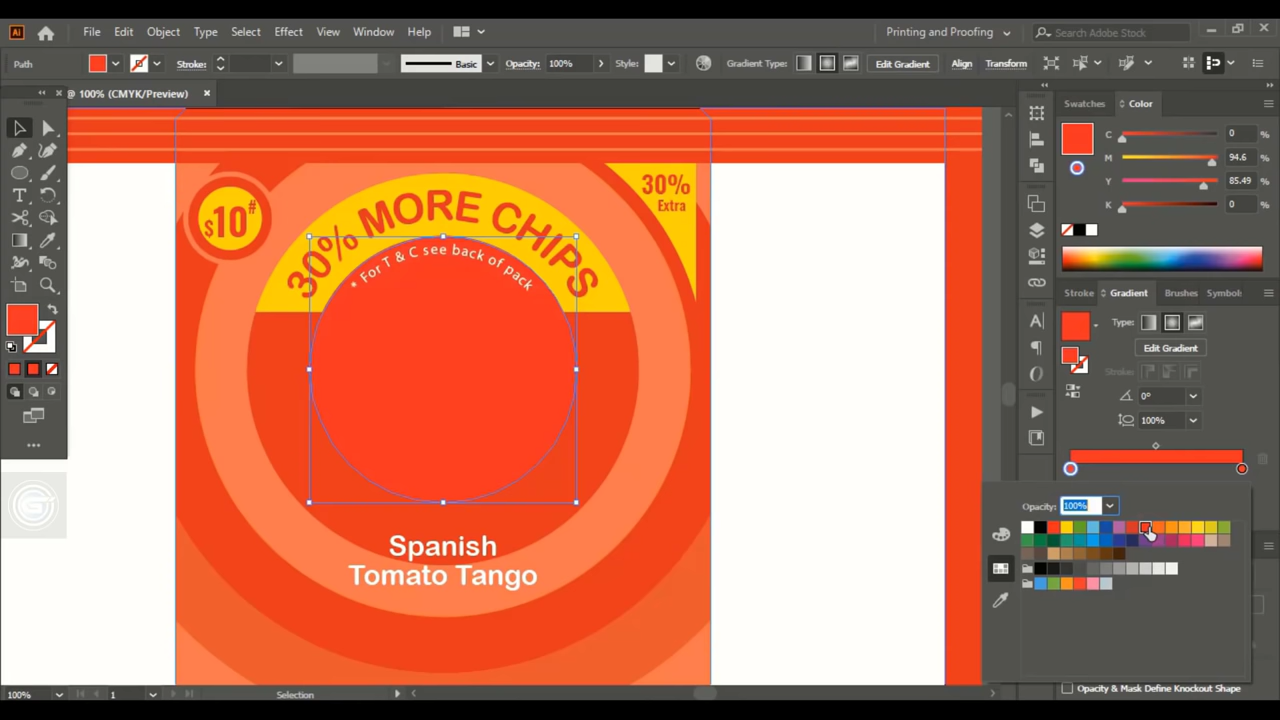 Ai File Edit Object Type Select Effect View Window Help Printing and Proofing Search Adobe Stock
Path Stroke: Basic Opacity: 100% Style: Gradient Type: Edit Gradient Align Transform
@ 100% (CMYK/Preview)
Swatches Color
C 0 %
M 94.6 %
Y 85.49 %
K 0 %
$10#
30% MORE CHIPS
* For T & C see back of pack
30%
Extra
Spanish
Tomato Tango
Stroke Gradient Brushes Symbols
Type:
Edit Gradient
Stroke:
0°
100%
Opacity: 100%
Opacity & Mask Define Knockout Shape
100% 1 Selection